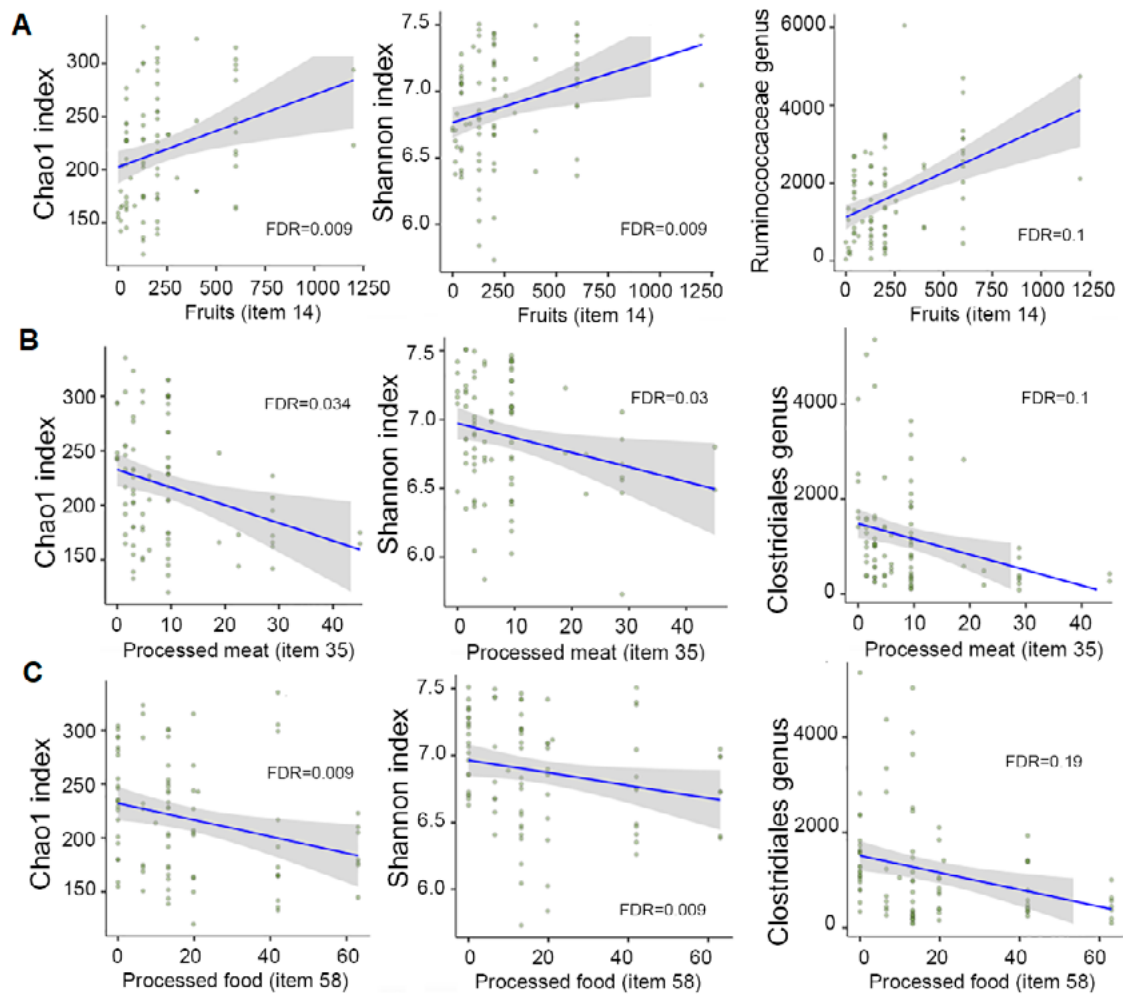 A
Chao1 index
300
250
200
150
FDR=0.009
0 250 500 750 1000 1250
Fruits (item 14)
Shannon index
7.5
7.0
6.5
6.0
FDR=0.009
0 250 500 750 1000 1250
Fruits (item 14)
Ruminoccaceae genus
6000
4000
2000
0
FDR=0.1
0 250 500 750 1000 1250
Fruits (item 14)
B
Chao1 index
300
250
200
150
FDR=0.034
0 10 20 30 40
Processed meat (item 35)
Shannon index
7.5
7.0
6.5
6.0
FDR=0.03
0 10 20 30 40
Processed meat (item 35)
Clostridiales genus
4000
2000
0
FDR=0.1
0 10 20 30 40
Processed meat (item 35)
C
Chao1 index
300
250
200
150
FDR=0.009
0 20 40 60
Processed food (item 58)
Shannon index
7.5
7.0
6.5
6.0
FDR=0.009
0 20 40 60
Processed food (item 58)
Clostridiales genus
4000
2000
0
FDR=0.19
0 20 40 60
Processed food (item 58)